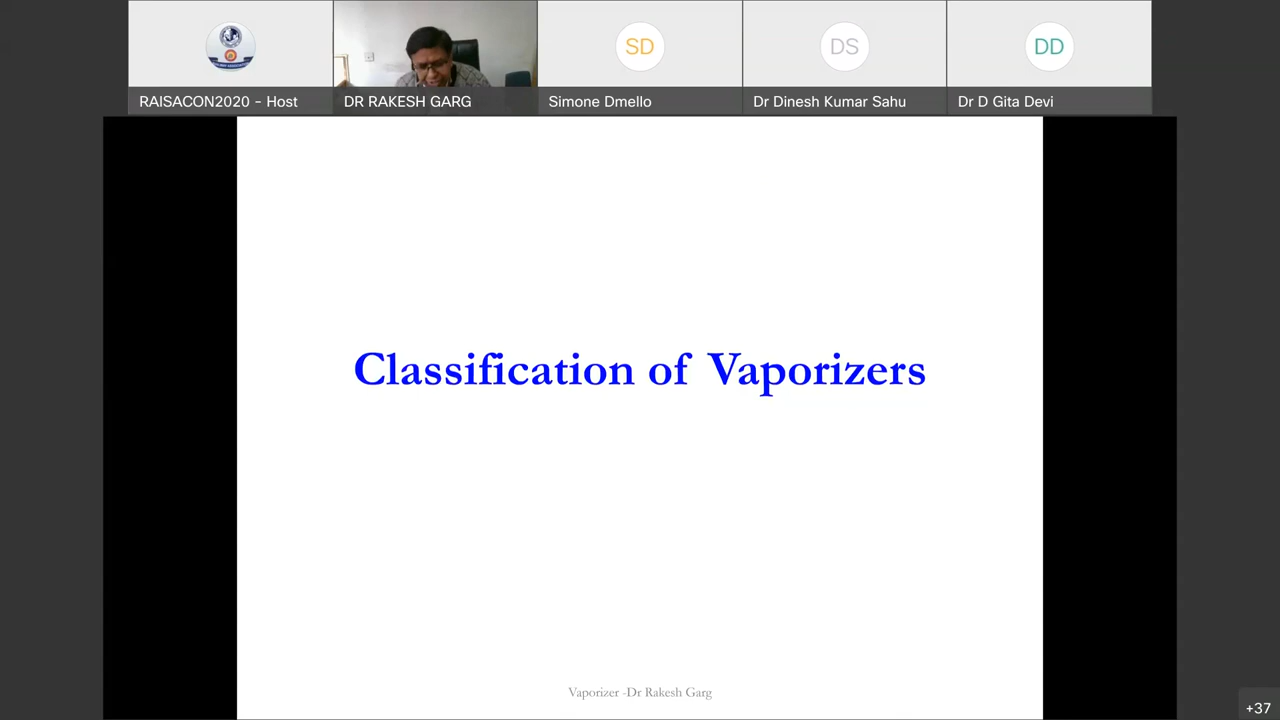 RAISACON2020 - Host
DR RAKESH GARG
SD
Simone Dmello
DS
Dr Dinesh Kumar Sahu
DD
Dr D Gita Devi
Classification of Vaporizers
Vaporizer -Dr Rakesh Garg
+37